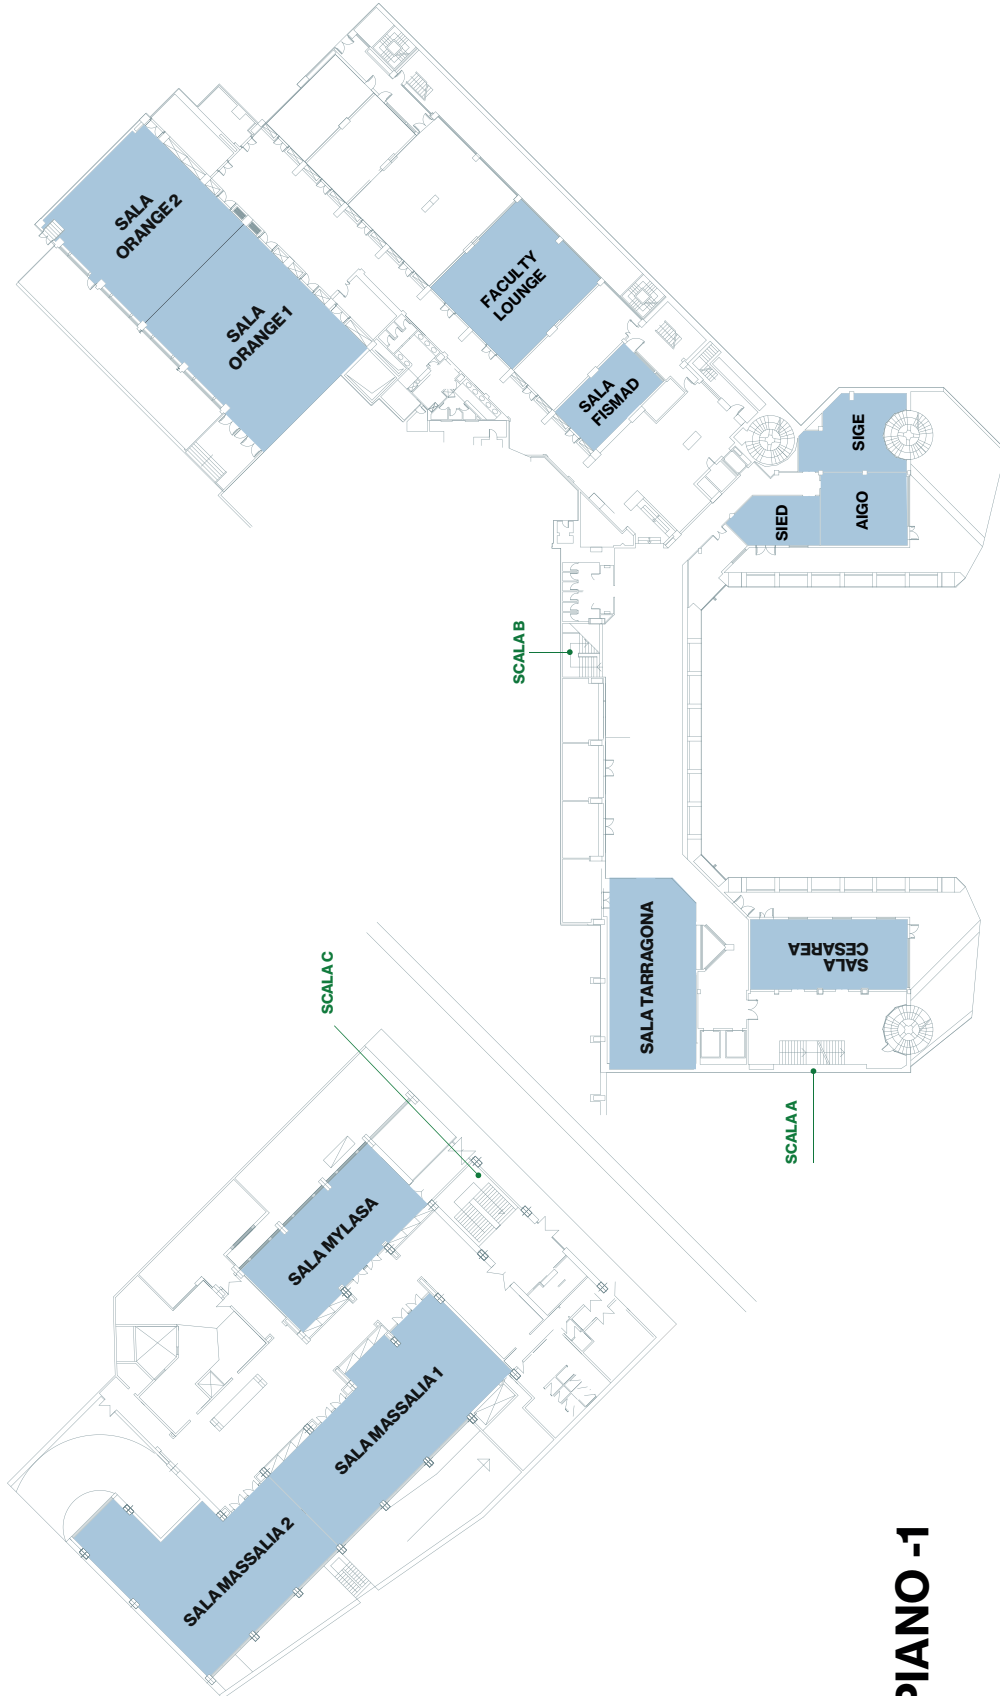 SALA
ORANGE 2
SALA
ORANGE 1
FACULTY
LOUNGE
SALA
FISMAD
SIGE
AIGO
SIED
SCALA B
SALA TARRAGONA
SALA
CESAREA
SCALA C
SCALA A
SALA MYLASA
SALA MASSALIA 1
SALA MASSALIA 2
PIANO -1